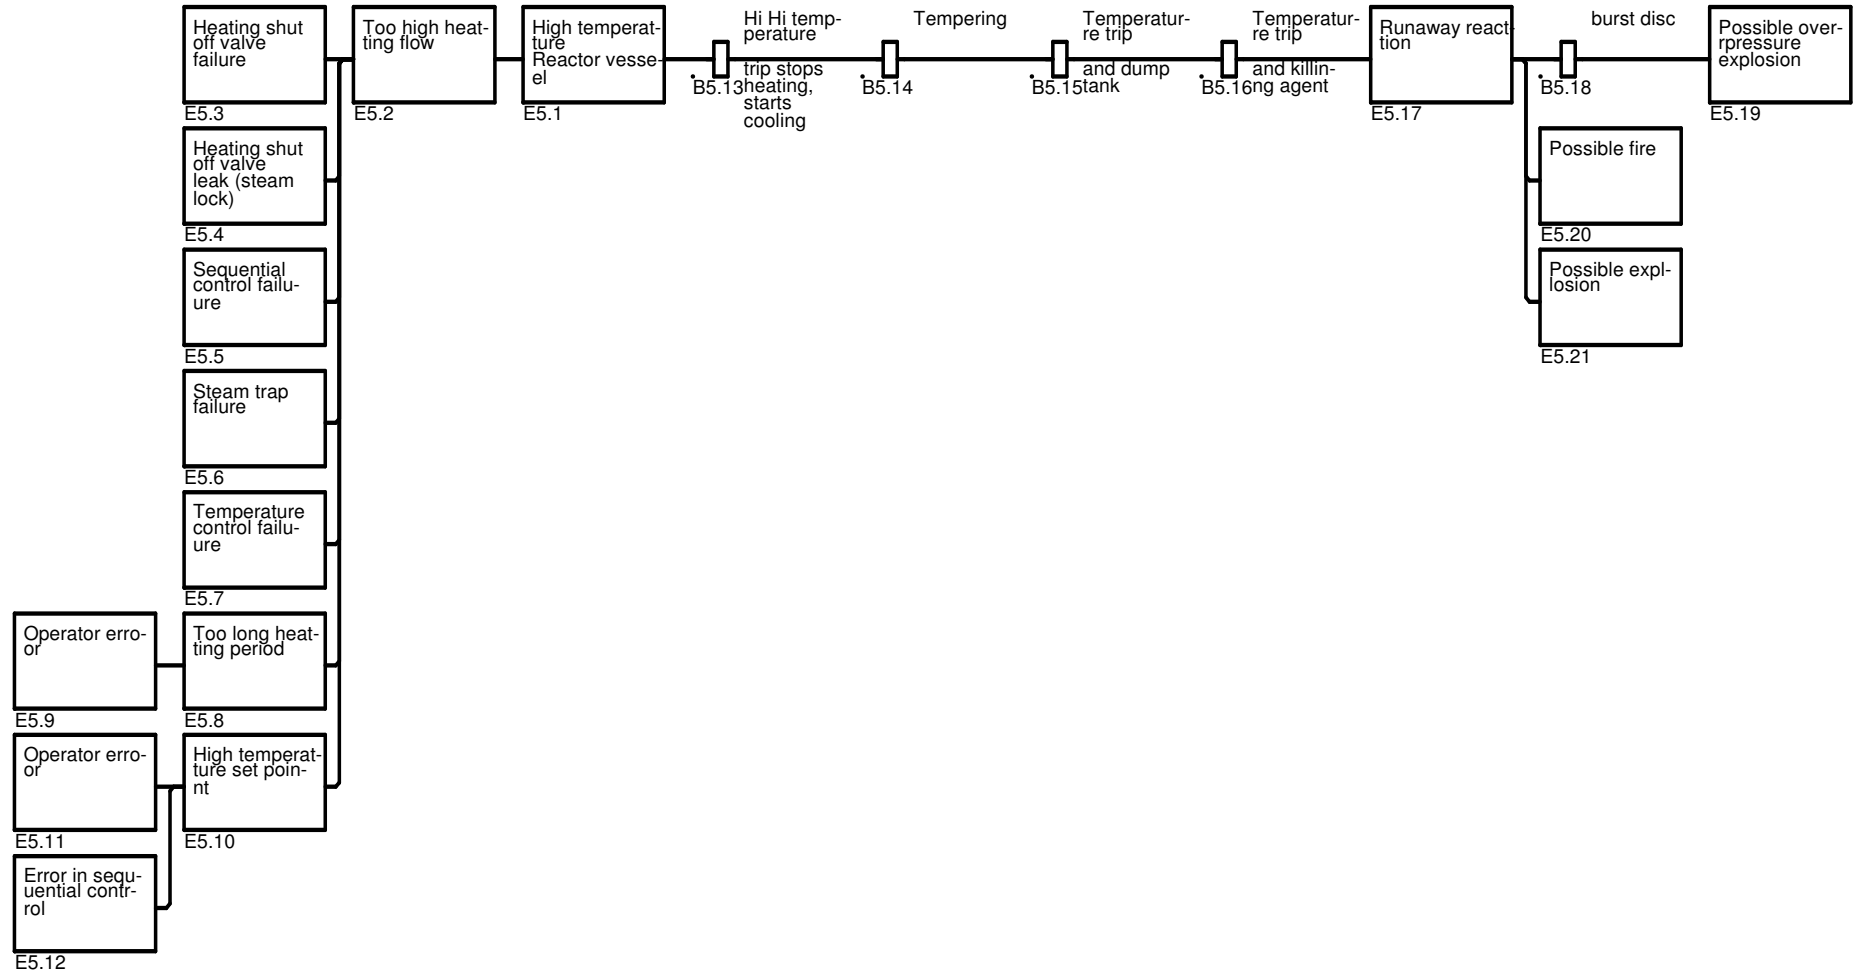 Heating shut
off valve
failure
E5.3
Too high heat-
ting flow
E5.2
High temperat-
ture
Reactor vesse-
el
E5.1
Hi Hi temp-
perature
trip stops
heating,
starts
cooling
.B5.13
Tempering
.B5.14
Temperatur-
re trip
and dump
tank
.B5.15
Temperatur-
re trip
and killin-
ng agent
.B5.16
Runaway react-
tion
E5.17
burst disc
.B5.18
Possible over-
rpressure
explosion
E5.19
Heating shut
off valve
leak (steam
lock)
E5.4
Possible fire
E5.20
Sequential
control failu-
ure
E5.5
Possible expl-
losion
E5.21
Steam trap
failure
E5.6
Temperature
control failu-
ure
E5.7
Operator erro-
or
E5.9
Too long heat-
ting period
E5.8
Operator erro-
or
E5.11
High temperat-
ture set poin-
nt
E5.10
Error in sequ-
uential contr-
rol
E5.12